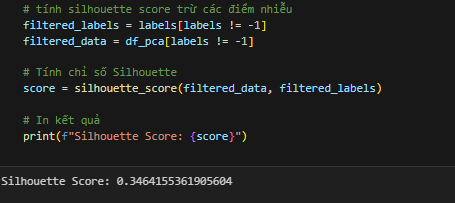 # tính silhouette score trừ các điểm nhiễu
filtered_labels = labels[labels != -1]
filtered_data = df_pca[labels != -1]
# Tính chỉ số Silhouette
score = silhouette_score(filtered_data, filtered_labels)
# In kết quả
print(f"Silhouette Score: {score}")
Silhouette Score: 0.3464155361905604